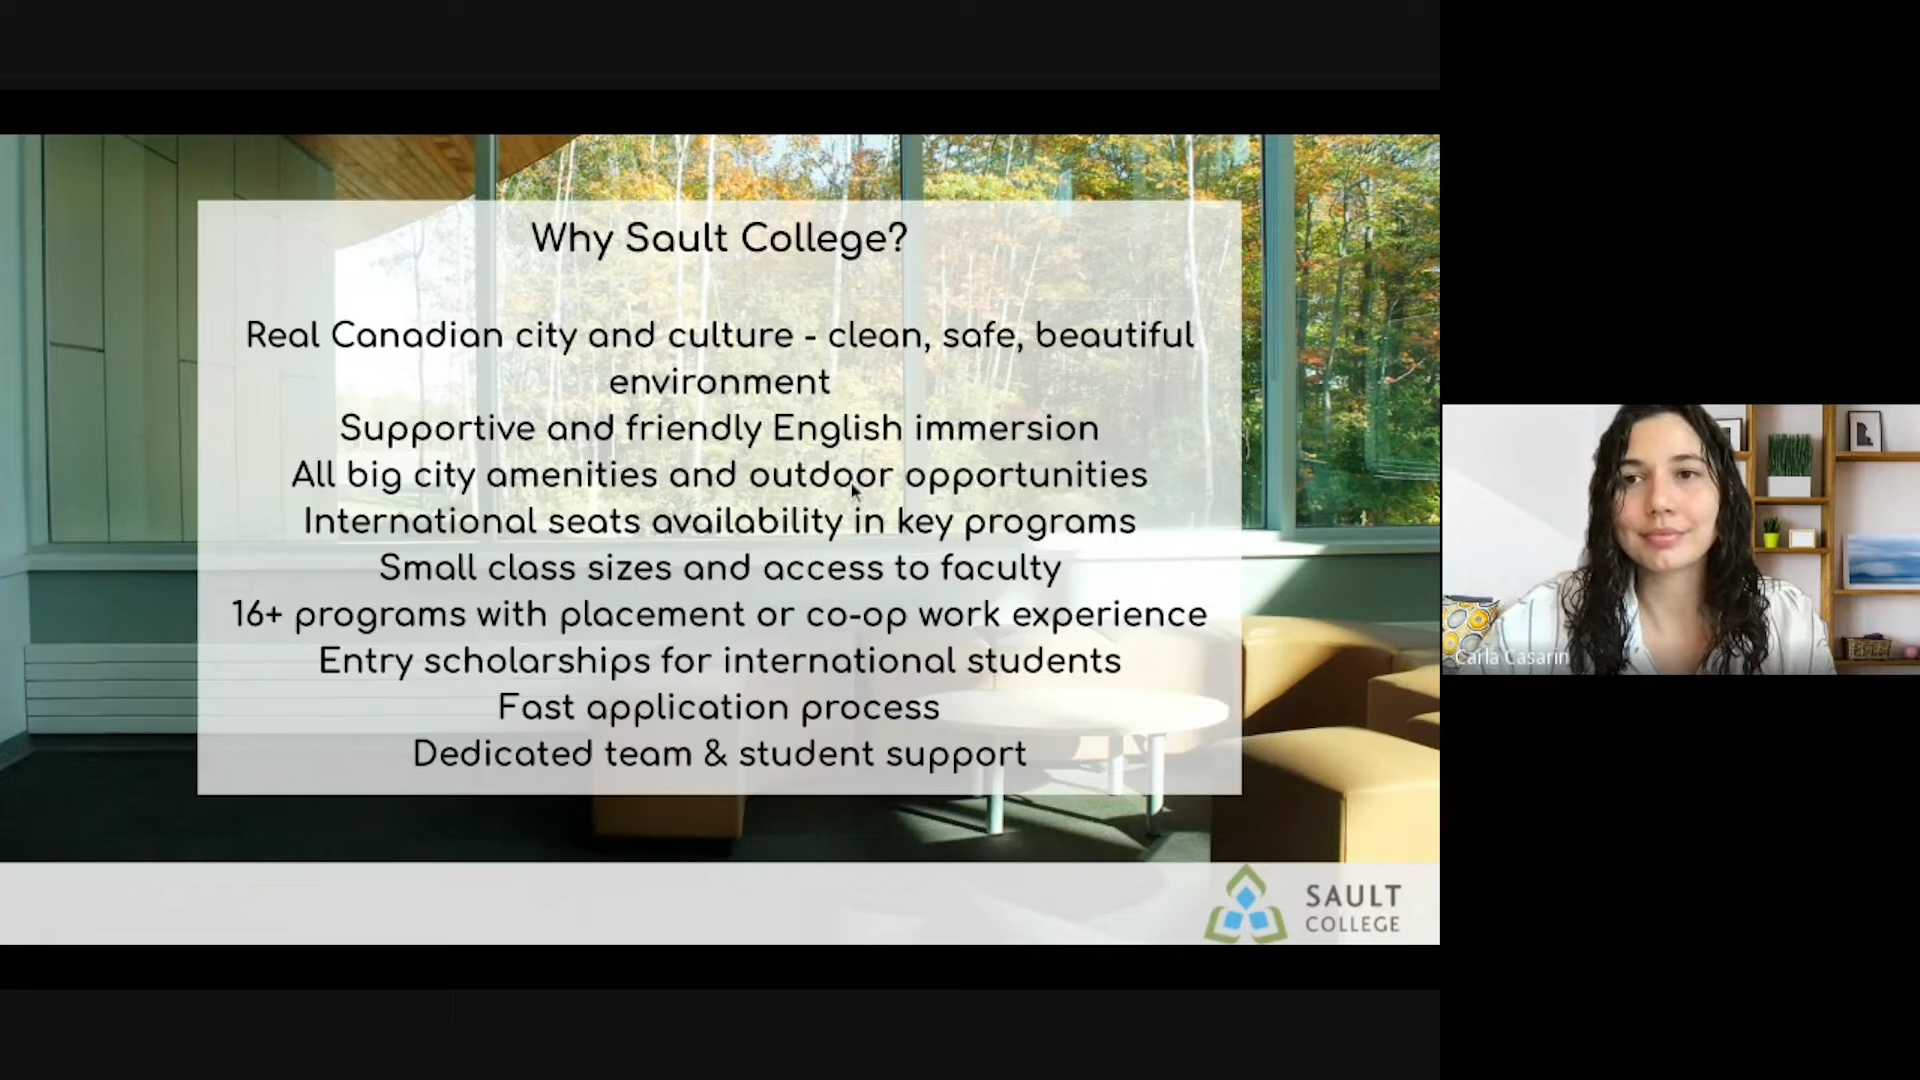 Why Sault College?
Real Canadian city and culture - clean, safe, beautiful
environment
Supportive and friendly English immersion
All big city amenities and outdoor opportunities
International seats availability in key programs
Small class sizes and access to faculty
16+ programs with placement or co-op work experience
Entry scholarships for international students
Fast application process
Dedicated team & student support
SAULT
COLLEGE
Carla Casarin